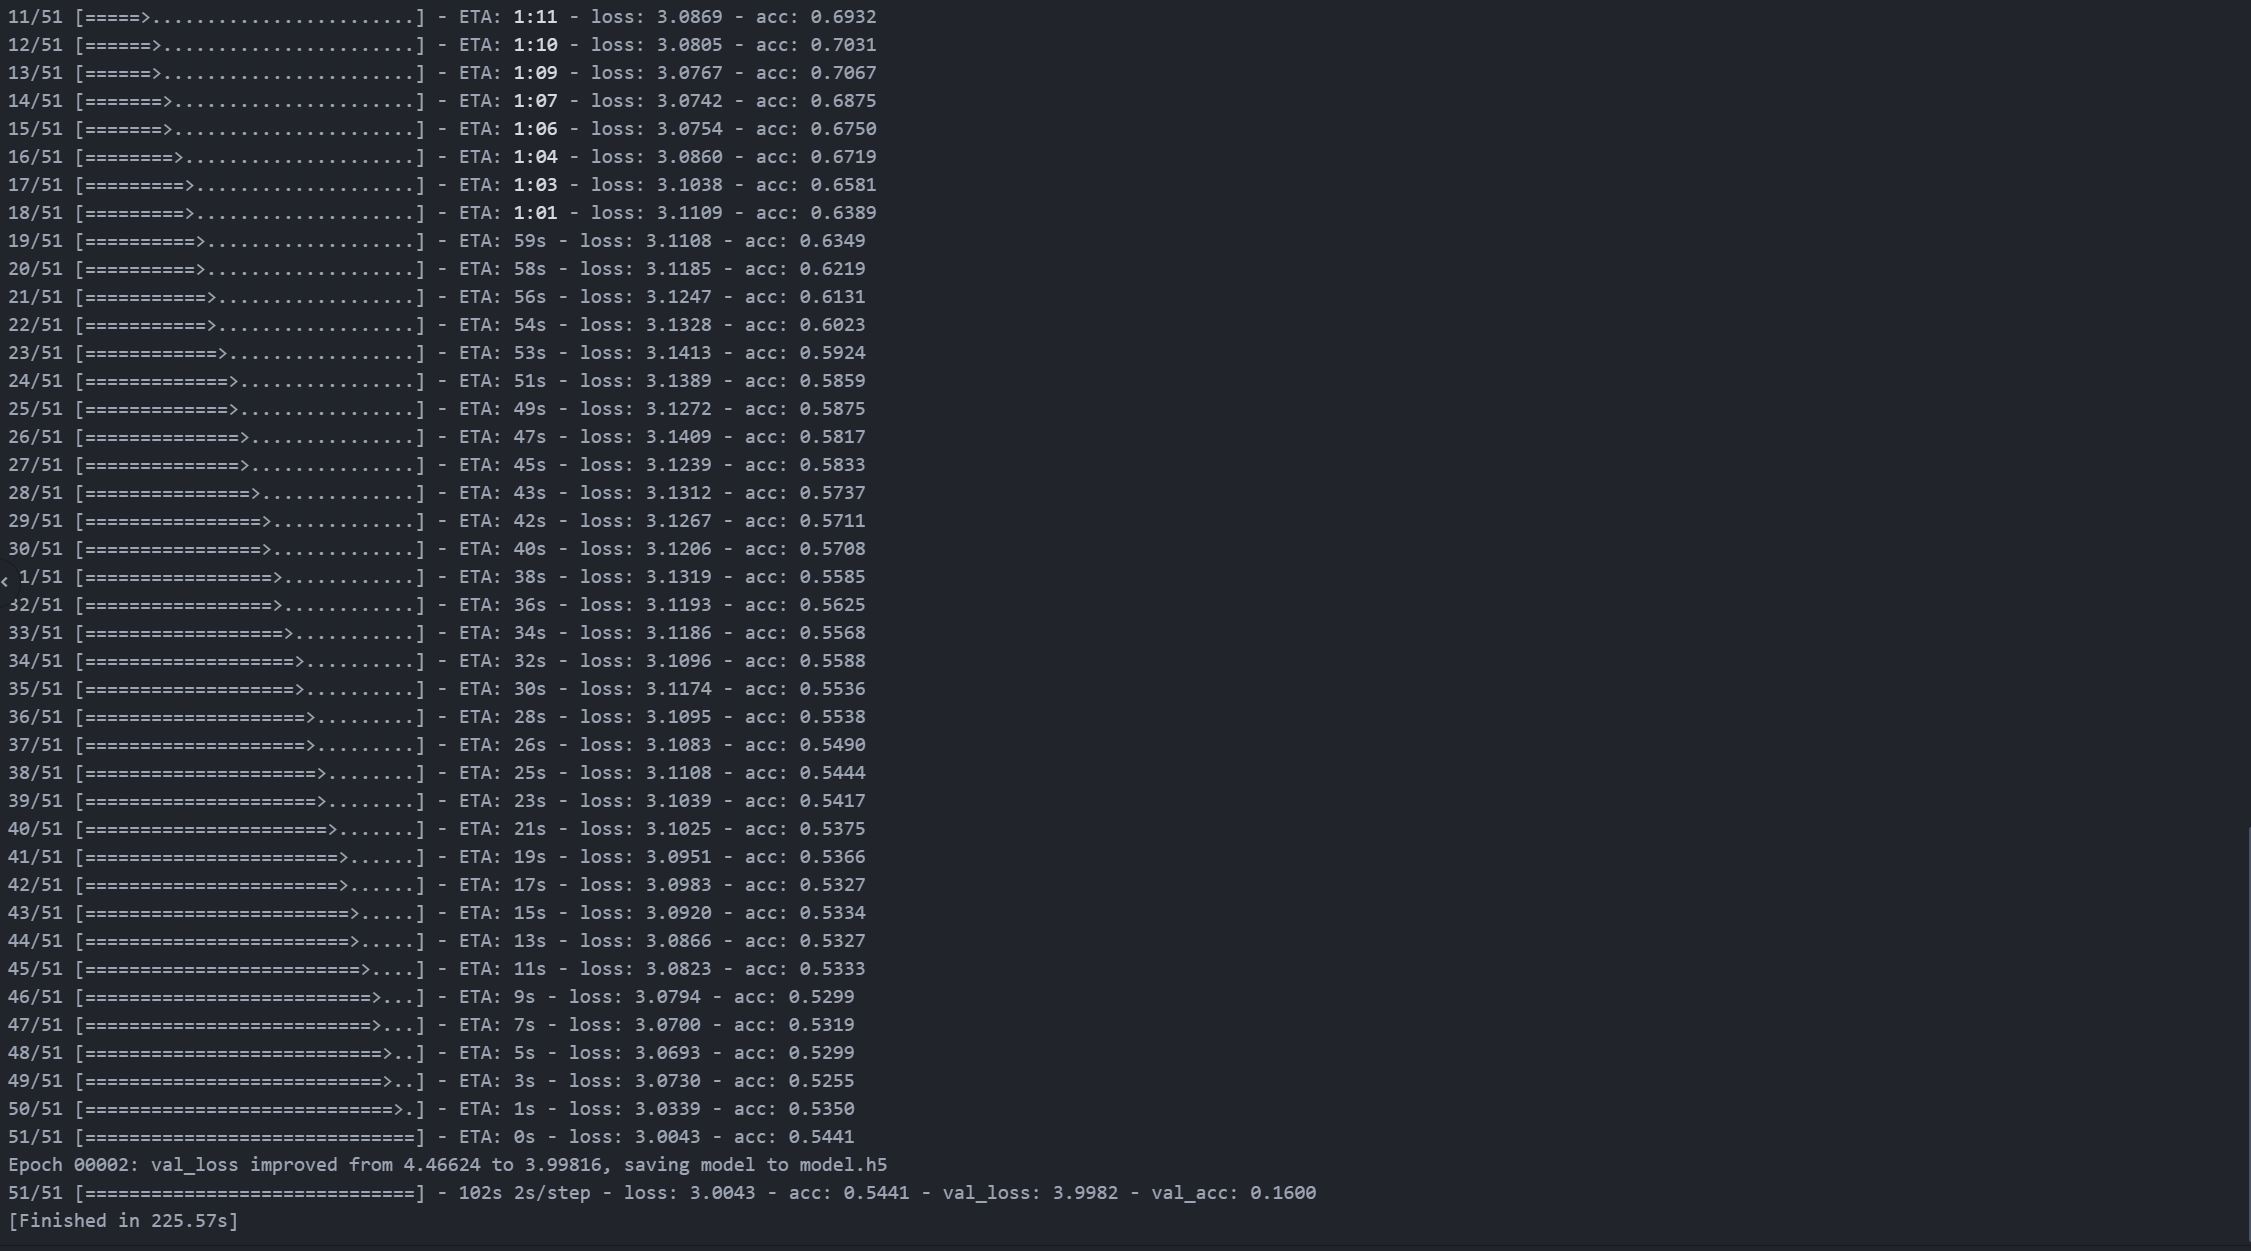 11/51 [=====>........................] - ETA: 1:11 - loss: 3.0869 - acc: 0.6932
12/51 [======>.......................] - ETA: 1:10 - loss: 3.0805 - acc: 0.7031
13/51 [======>.......................] - ETA: 1:09 - loss: 3.0767 - acc: 0.7067
14/51 [=======>......................] - ETA: 1:07 - loss: 3.0742 - acc: 0.6875
15/51 [=======>......................] - ETA: 1:06 - loss: 3.0754 - acc: 0.6750
16/51 [========>.....................] - ETA: 1:04 - loss: 3.0860 - acc: 0.6719
17/51 [=========>....................] - ETA: 1:03 - loss: 3.1038 - acc: 0.6581
18/51 [=========>....................] - ETA: 1:01 - loss: 3.1109 - acc: 0.6389
19/51 [==========>...................] - ETA: 59s - loss: 3.1108 - acc: 0.6349
20/51 [==========>...................] - ETA: 58s - loss: 3.1185 - acc: 0.6219
21/51 [===========>..................] - ETA: 56s - loss: 3.1247 - acc: 0.6131
22/51 [===========>..................] - ETA: 54s - loss: 3.1328 - acc: 0.6023
23/51 [============>.................] - ETA: 53s - loss: 3.1413 - acc: 0.5924
24/51 [=============>................] - ETA: 51s - loss: 3.1389 - acc: 0.5859
25/51 [=============>................] - ETA: 49s - loss: 3.1272 - acc: 0.5875
26/51 [==============>...............] - ETA: 47s - loss: 3.1409 - acc: 0.5817
27/51 [==============>...............] - ETA: 45s - loss: 3.1239 - acc: 0.5833
28/51 [===============>..............] - ETA: 43s - loss: 3.1312 - acc: 0.5737
29/51 [================>.............] - ETA: 42s - loss: 3.1267 - acc: 0.5711
30/51 [================>.............] - ETA: 40s - loss: 3.1206 - acc: 0.5708
1/51 [=================>............] - ETA: 38s - loss: 3.1319 - acc: 0.5585
32/51 [=================>............] - ETA: 36s - loss: 3.1193 - acc: 0.5625
33/51 [==================>...........] - ETA: 34s - loss: 3.1186 - acc: 0.5568
34/51 [===================>..........] - ETA: 32s - loss: 3.1096 - acc: 0.5588
35/51 [===================>..........] - ETA: 30s - loss: 3.1174 - acc: 0.5536
36/51 [====================>.........] - ETA: 28s - loss: 3.1095 - acc: 0.5538
37/51 [====================>.........] - ETA: 26s - loss: 3.1083 - acc: 0.5490
38/51 [=====================>........] - ETA: 25s - loss: 3.1108 - acc: 0.5444
39/51 [=====================>........] - ETA: 23s - loss: 3.1039 - acc: 0.5417
40/51 [======================>.......] - ETA: 21s - loss: 3.1025 - acc: 0.5375
41/51 [=======================>......] - ETA: 19s - loss: 3.0951 - acc: 0.5366
42/51 [=======================>......] - ETA: 17s - loss: 3.0983 - acc: 0.5327
43/51 [========================>.....] - ETA: 15s - loss: 3.0920 - acc: 0.5334
44/51 [========================>.....] - ETA: 13s - loss: 3.0866 - acc: 0.5327
45/51 [=========================>....] - ETA: 11s - loss: 3.0823 - acc: 0.5333
46/51 [==========================>...] - ETA: 9s - loss: 3.0794 - acc: 0.5299
47/51 [==========================>...] - ETA: 7s - loss: 3.0700 - acc: 0.5319
48/51 [===========================>..] - ETA: 5s - loss: 3.0693 - acc: 0.5299
49/51 [===========================>..] - ETA: 3s - loss: 3.0730 - acc: 0.5255
50/51 [============================>.] - ETA: 1s - loss: 3.0339 - acc: 0.5350
51/51 [==============================] - ETA: 0s - loss: 3.0043 - acc: 0.5441
Epoch 00002: val_loss improved from 4.46624 to 3.99816, saving model to model.h5
51/51 [==============================] - 102s 2s/step - loss: 3.0043 - acc: 0.5441 - val_loss: 3.9982 - val_acc: 0.1600
[Finished in 225.57s]